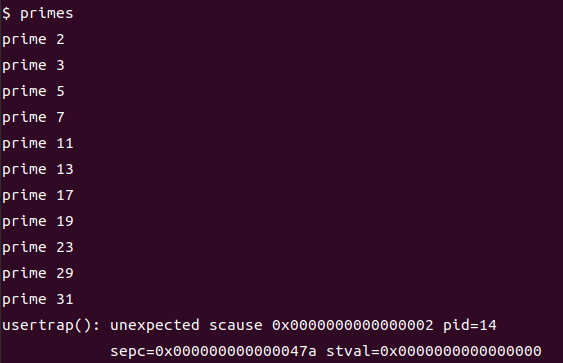 $ primes
prime 2
prime 3
prime 5
prime 7
prime 11
prime 13
prime 17
prime 19
prime 23
prime 29
prime 31
usertrap(): unexpected scause 0x0000000000000002 pid=14
sepc=0x000000000000047a stval=0x0000000000000000